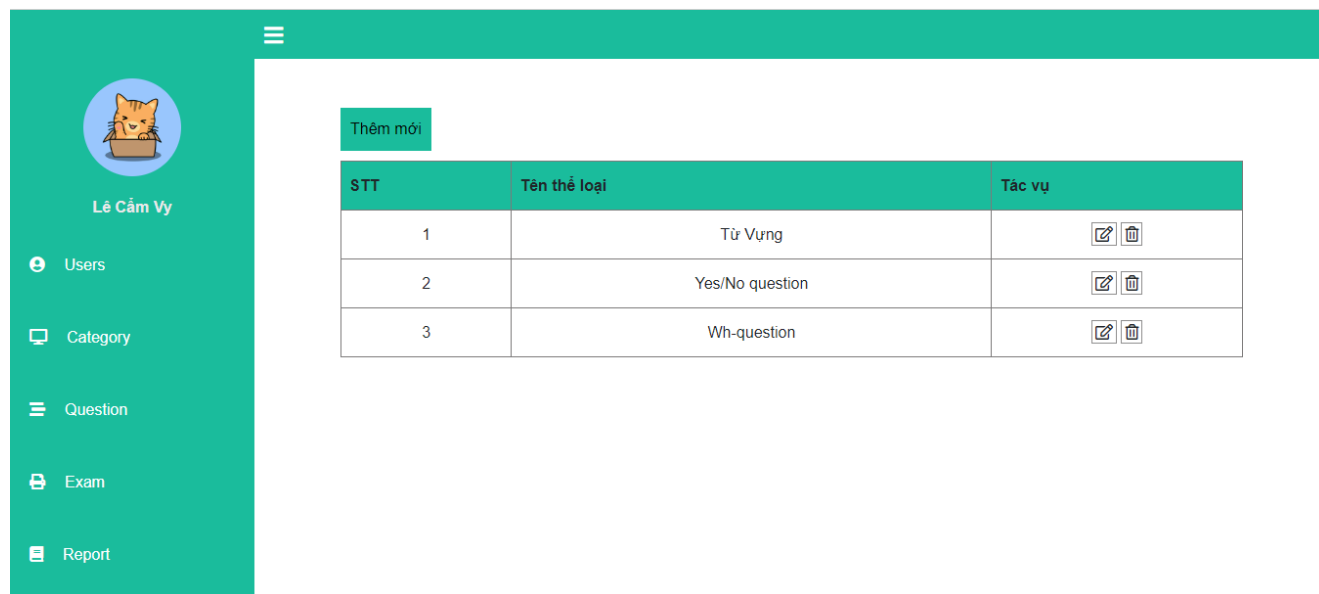 Lê Cẩm Vy
Users
Category
Question
Exam
Report
Thêm mới
STT Tên thể loại Tác vụ
1 Từ Vựng
2 Yes/No question
3 Wh-question